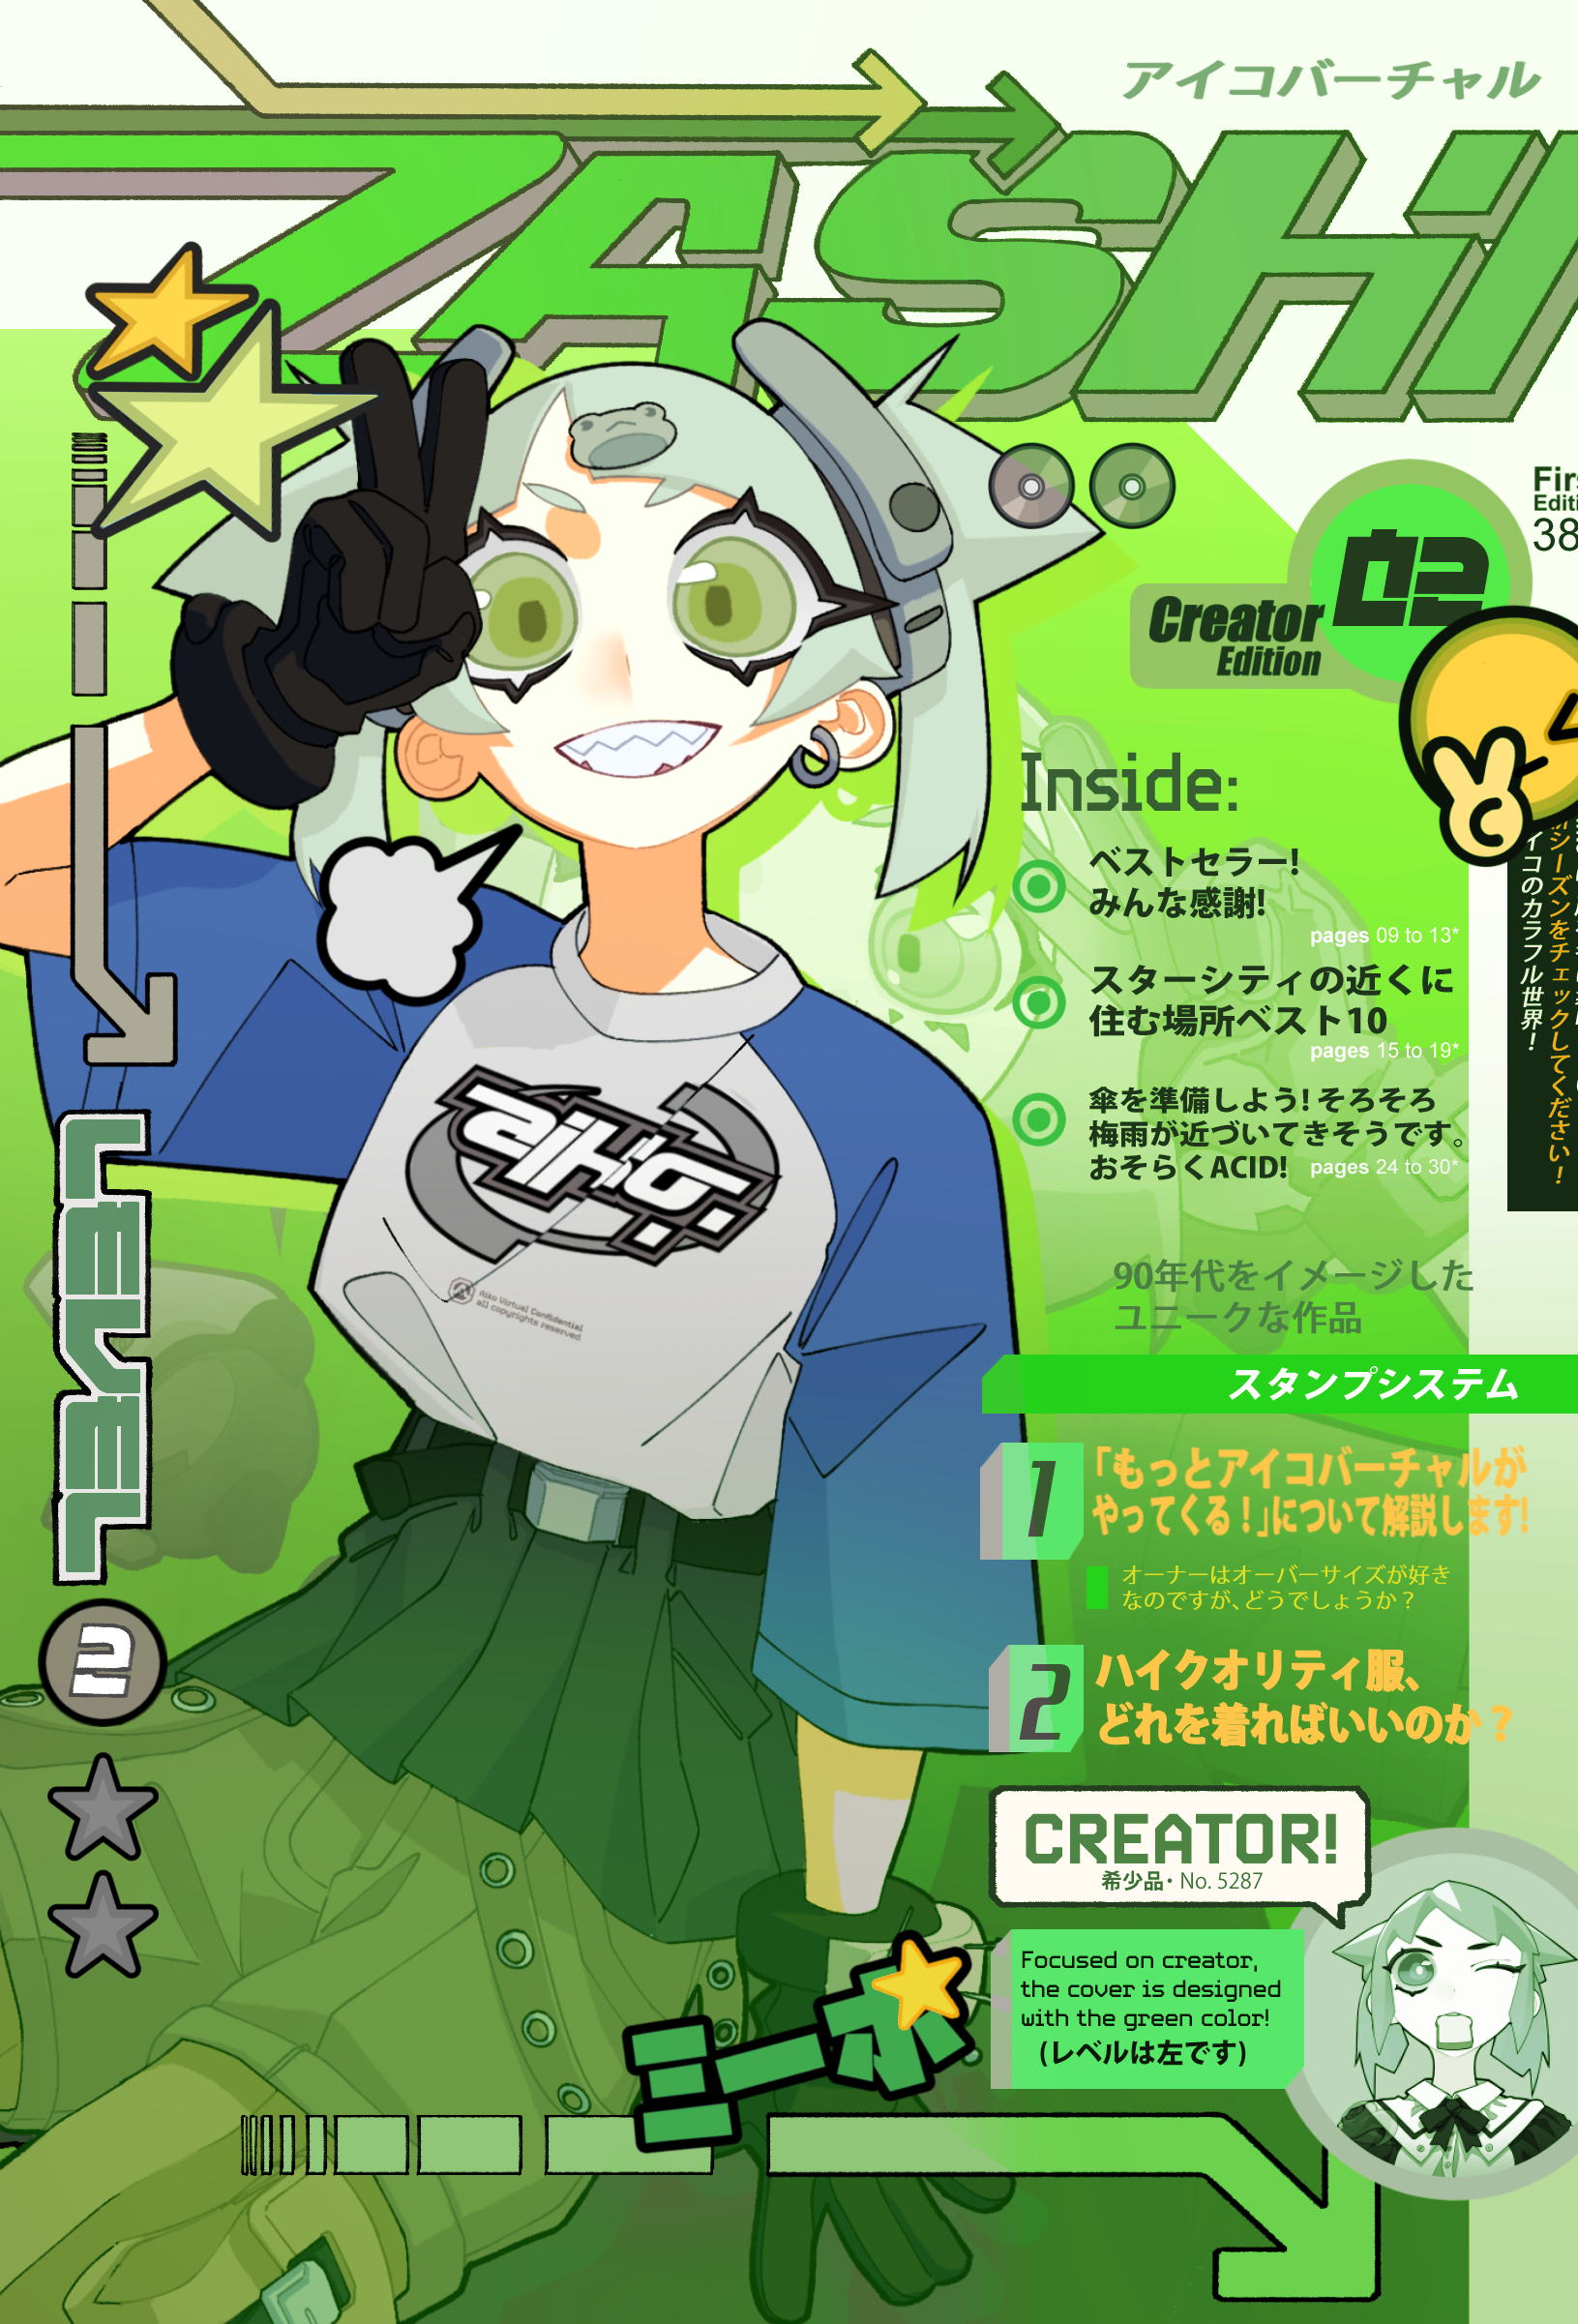 アイコバーチャル
ZASHI
02
Creator
Edition
38
Inside:
ベストセラー!
みんな感謝!
pages 09 to 13*
スターシティの近くに
住む場所ベスト10
pages 15 to 19*
傘を準備しよう! そろそろ
梅雨が近づいてきそうです。
おそらくACID! pages 24 to 30*
新シーズンをチェックしてください！
イコのカラフル世界！
aiko
Aiko Virtual Confidential
all copyrights reserved.
LEVEL
2
90年代をイメージした
ユニークな作品
スタンプシステム
1
「もっとアイコバーチャルが
やってくる！」について解説します!
オーナーはオーバーサイズが好き
なのですが、どうでしょうか？
2
ハイクオリティ服、
どれを着ればいいのか？
CREATOR!
希少品・No. 5287
Focused on creator,
the cover is designed
with the green color!
(レベルは左です)